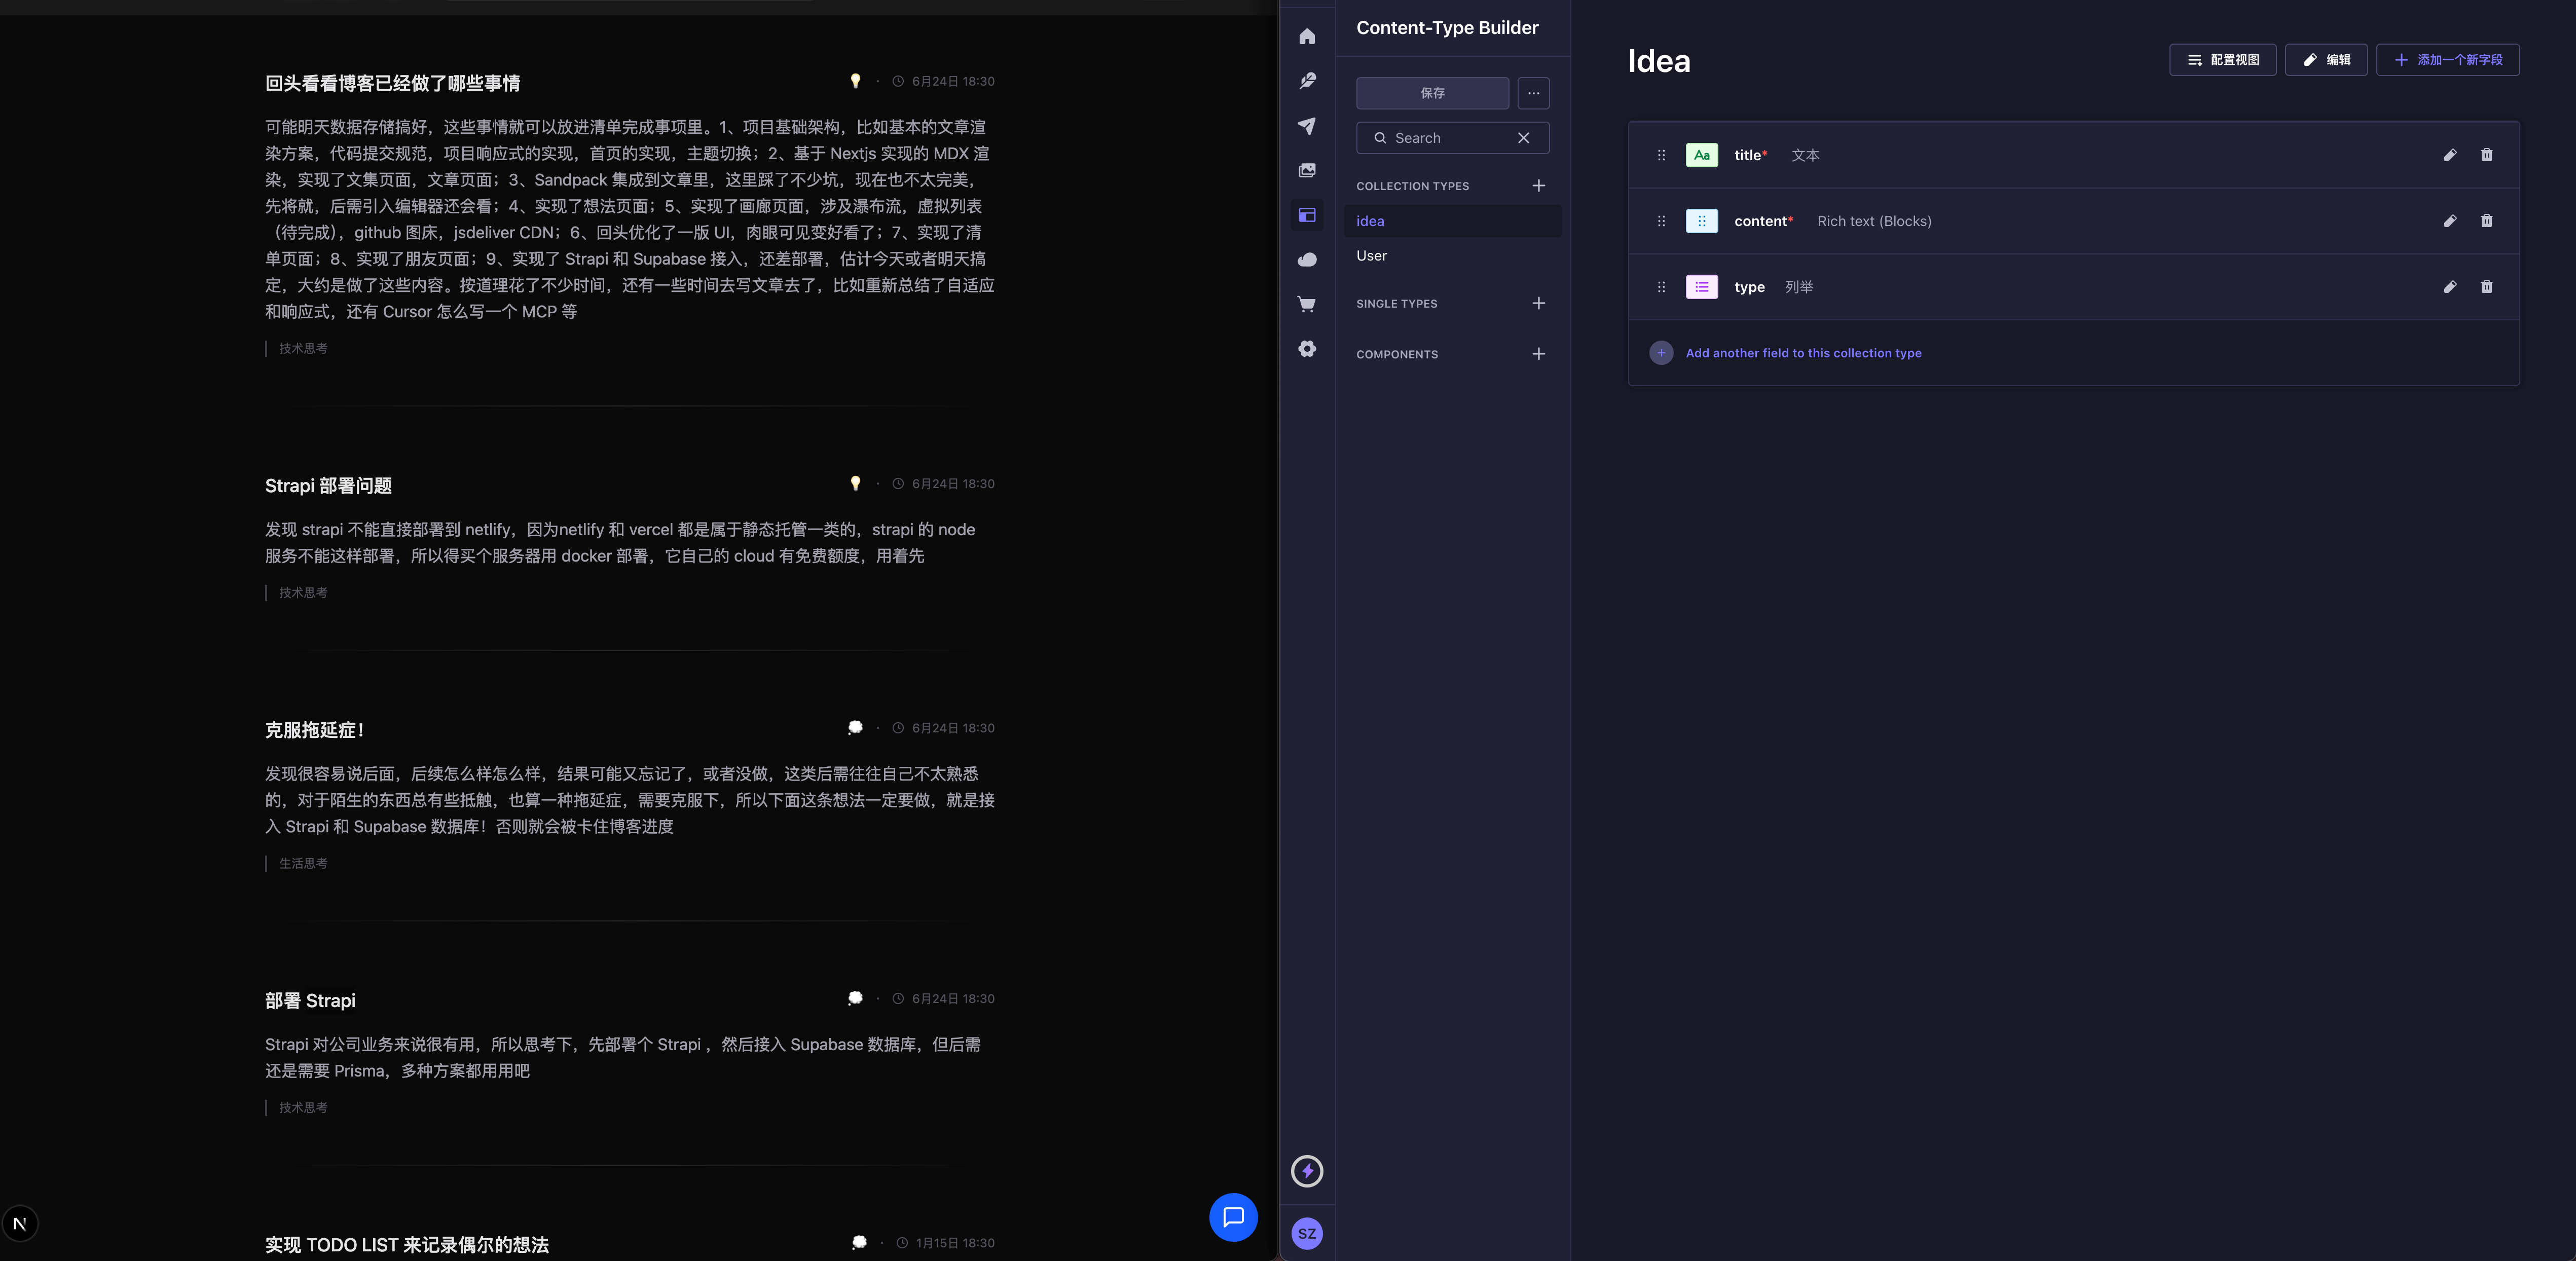 回头看看博客已经做了哪些事情
· 6月24日 18:30
可能明天数据存储搞好，这些事情就可以放进清单完成事项里。1、项目基础架构，比如基本的文章渲
染方案，代码提交规范，项目响应式的实现，首页的实现，主题切换；2、基于 Nextjs 实现的 MDX 渲
染，实现了文集页面，文章页面；3、Sandpack 集成到文章里，这里踩了不少坑，现在也不太完美，
先将就，后需引入编辑器还会看；4、实现了想法页面；5、实现了画廊页面，涉及瀑布流，虚拟列表
（待完成），github 图床，jsdeliver CDN；6、回头优化了一版 UI，肉眼可见变好看了；7、实现了清
单页面；8、实现了朋友页面；9、实现了 Strapi 和 Supabase 接入，还差部署，估计今天或者明天搞
定，大约是做了这些内容。按道理花了不少时间，还有一些时间去写文章去了，比如重新总结了自适应
和响应式，还有 Cursor 怎么写一个 MCP 等
技术思考
Strapi 部署问题
· 6月24日 18:30
发现 strapi 不能直接部署到 netlify，因为netlify 和 vercel 都是属于静态托管一类的，strapi 的 node
服务不能这样部署，所以得买个服务器用 docker 部署，它自己的 cloud 有免费额度，用着先
技术思考
克服拖延症！
· 6月24日 18:30
发现很容易说后面，后续怎么样怎么样，结果可能又忘记了，或者没做，这类后需往往自己不太熟悉
的，对于陌生的东西总有些抵触，也算一种拖延症，需要克服下，所以下面这条想法一定要做，就是接
入 Strapi 和 Supabase 数据库！否则就会被卡住博客进度
生活思考
部署 Strapi
· 6月24日 18:30
Strapi 对公司业务来说很有用，所以思考下，先部署个 Strapi ，然后接入 Supabase 数据库，但后需
还是需要 Prisma，多种方案都用用吧
技术思考
实现 TODO LIST 来记录偶尔的想法
· 1月15日 18:30
N
Content-Type Builder
保存
...
Search
COLLECTION TYPES
idea
User
SINGLE TYPES
COMPONENTS
SZ
Idea
配置视图
编辑
添加一个新字段
Aa title* 文本
content* Rich text (Blocks)
type 列举
Add another field to this collection type